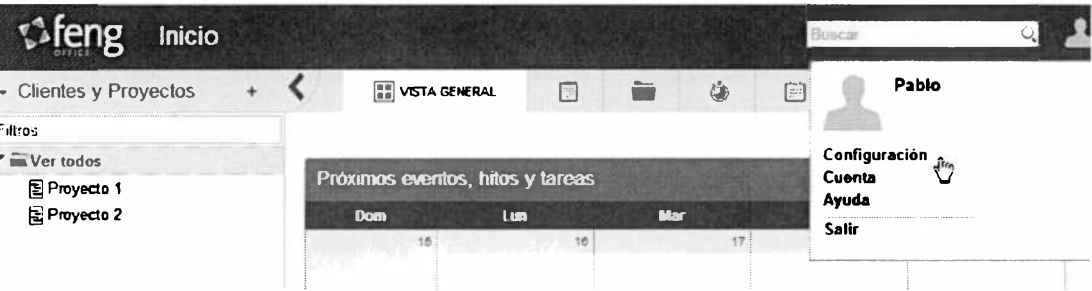 feng
OFFICE
Inicio
Buscar
Clientes y Proyectos +
VISTA GENERAL
Pablo
Filtros
Ver todos
Proyecto 1
Proyecto 2
Configuración
Cuenta
Ayuda
Salir
Próximos eventos, hitos y tareas
Dom Lun Mar
15 16 17